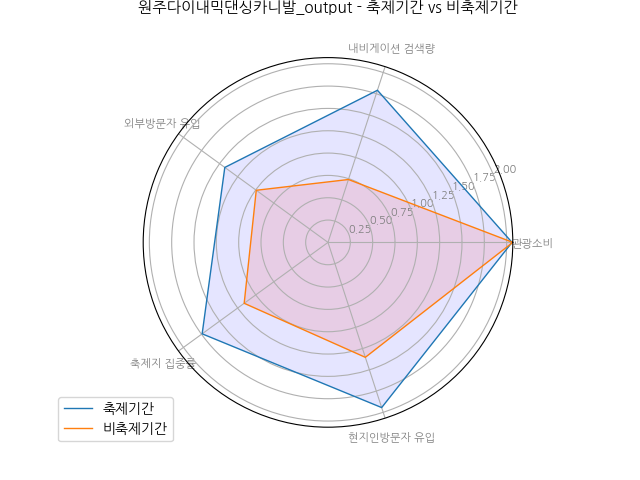 원주다이내믹댄싱카니발_output - 축제기간 vs 비축제기간
내비게이션 검색량
외부방문자 유입
2.00
1.75
1.50
1.25
1.00
0.75
0.50
0.25
관광소비
축제지 집중률
축제기간
비축제기간
현지인방문자 유입